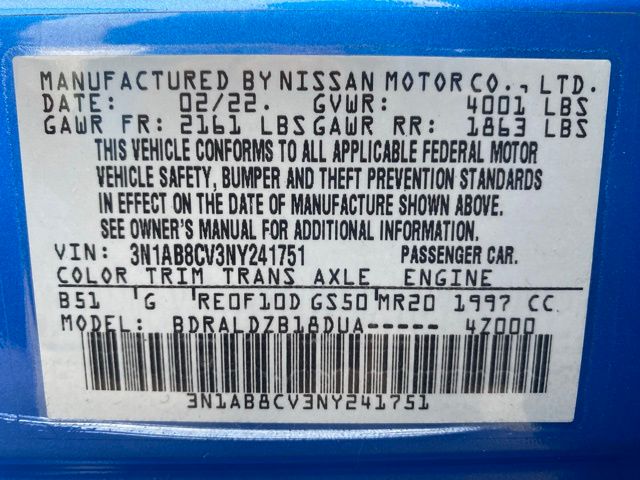 MANUFACTURED BY NISSAN MOTOR CO., LTD.
DATE: 02/22. GVWR: 4001 LBS
GAWR FR: 2161 LBS GAWR RR: 1863 LBS
THIS VEHICLE CONFORMS TO ALL APPLICABLE FEDERAL MOTOR
VEHICLE SAFETY, BUMPER AND THEFT PREVENTION STANDARDS
IN EFFECT ON THE DATE OF MANUFACTURE SHOWN ABOVE.
SEE OWNER'S MANUAL FOR ADDITIONAL INFORMATION.
VIN: 3N1AB8CV3NY241751 PASSENGER CAR.
COLOR TRIM TRANS AXLE ENGINE
B51 G RE0F10D GS50 MR20 1997 CC
MODEL: BDRALDZB18DUA----- 4Z000
3N1AB8CV3NY241751